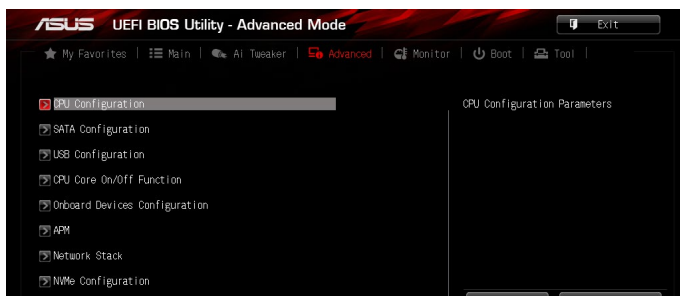 ASUS UEFI BIOS Utility - Advanced Mode Exit
My Favorites Main Ai Tweaker Advanced Monitor Boot Tool
CPU Configuration CPU Configuration Parameters
SATA Configuration
USB Configuration
CPU Core On/Off Function
Onboard Devices Configuration
APM
Network Stack
NVMe Configuration